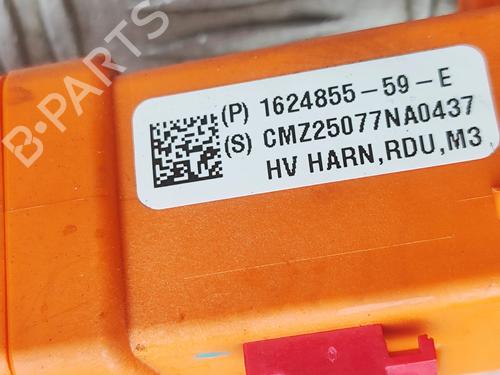 B-PARTS
(P) 1624855-59-E
(S) CMZ25077NA0437
HV HARN,RDU,M3